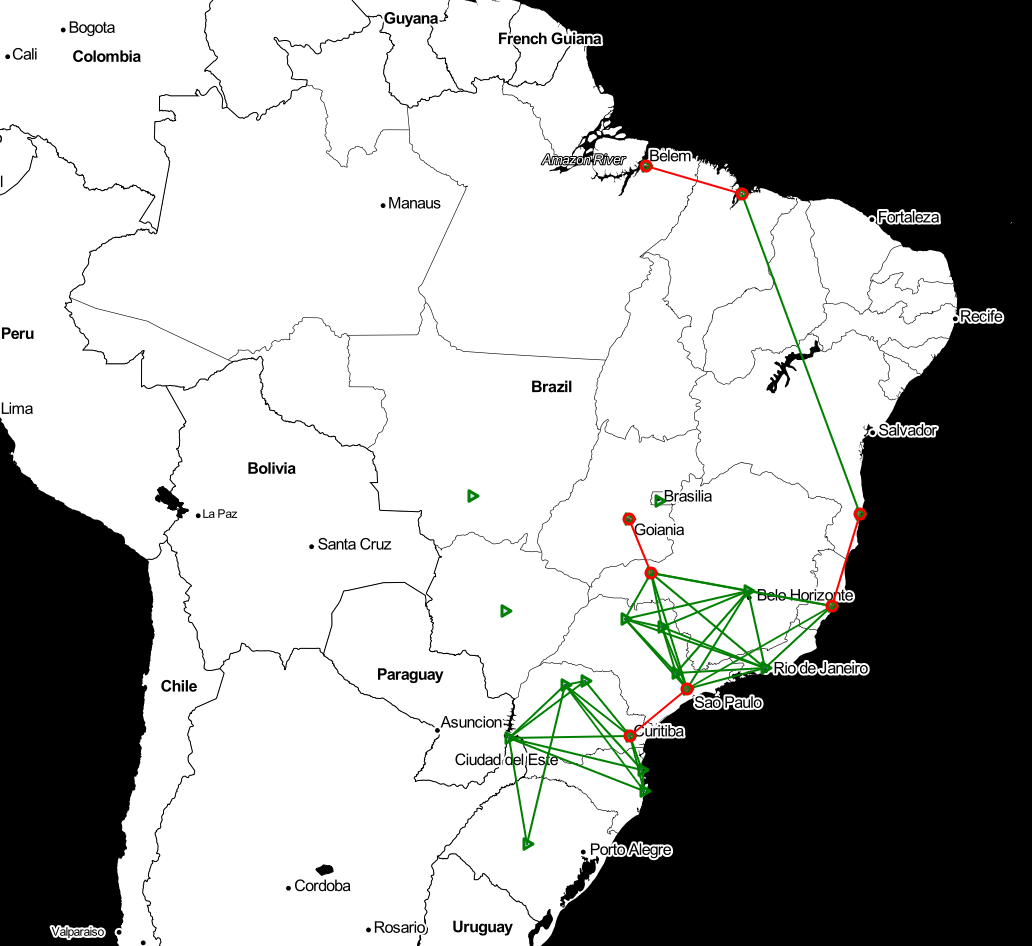 Guyana
Bogota
French Guiana
Cali
Colombia
Belem
Amazon River
l
Manaus
Fortaleza
Recife
Peru
Brazil
Lima
Salvador
Bolivia
Brasilia
La Paz
Goiania
Santa Cruz
Belo Horizonte
Rio de Janeiro
Paraguay
Chile
Sao Paulo
Asuncion
Curitiba
Ciudad del Este
Porto Alegre
Cordoba
Rosario
Uruguay
Valparaiso